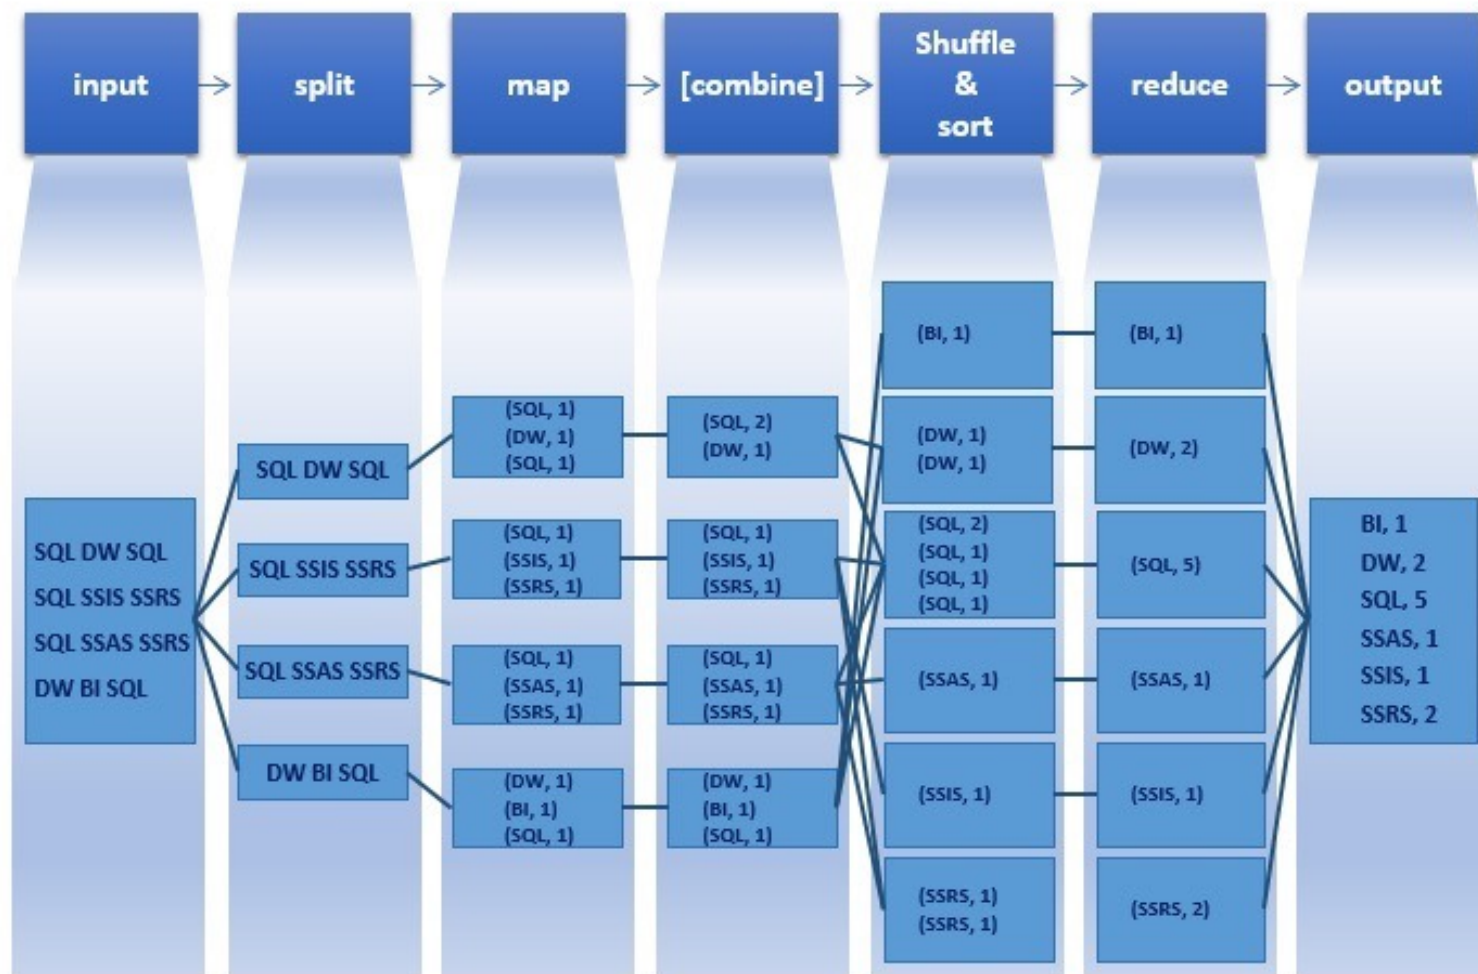 input
split
map
[combine]
Shuffle
&
sort
reduce
output
SQL DW SQL
SQL SSIS SSRS
SQL SSAS SSRS
DW BI SQL
SQL DW SQL
SQL SSIS SSRS
SQL SSAS SSRS
DW BI SQL
(SQL, 1)
(DW, 1)
(SQL, 1)
(SQL, 1)
(SSIS, 1)
(SSRS, 1)
(SQL, 1)
(SSAS, 1)
(SSRS, 1)
(DW, 1)
(BI, 1)
(SQL, 1)
(SQL, 2)
(DW, 1)
(SQL, 1)
(SSIS, 1)
(SSRS, 1)
(SQL, 1)
(SSAS, 1)
(SSRS, 1)
(DW, 1)
(BI, 1)
(SQL, 1)
(BI, 1)
(DW, 1)
(DW, 1)
(SQL, 2)
(SQL, 1)
(SQL, 1)
(SQL, 1)
(SSAS, 1)
(SSIS, 1)
(SSRS, 1)
(SSRS, 1)
(BI, 1)
(DW, 2)
(SQL, 5)
(SSAS, 1)
(SSIS, 1)
(SSRS, 2)
BI, 1
DW, 2
SQL, 5
SSAS, 1
SSIS, 1
SSRS, 2